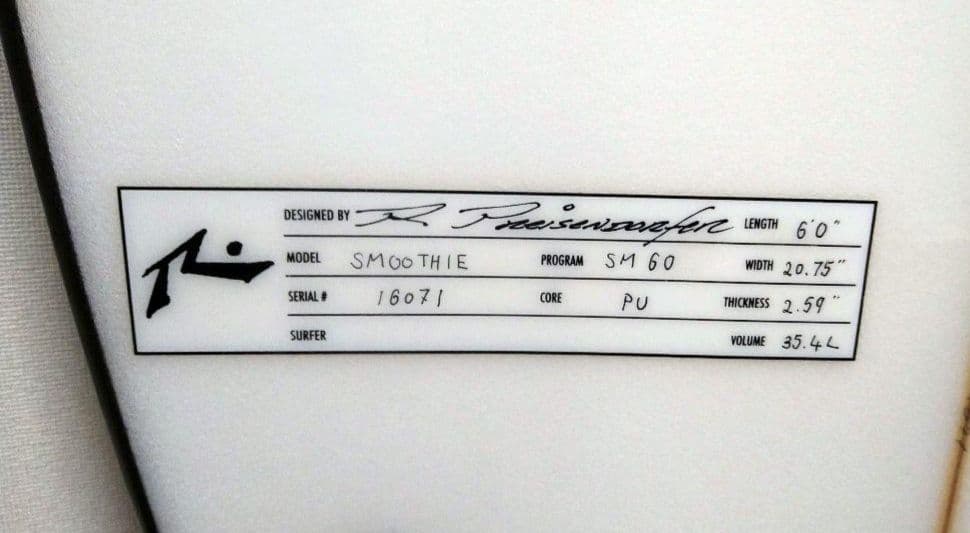 DESIGNED BY R. Preisendorfer LENGTH 6'0"
MODEL SMOOTHIE PROGRAM SM 60 WIDTH 20.75"
SERIAL # 16071 CORE PU THICKNESS 2.59"
SURFER VOLUME 35.4L